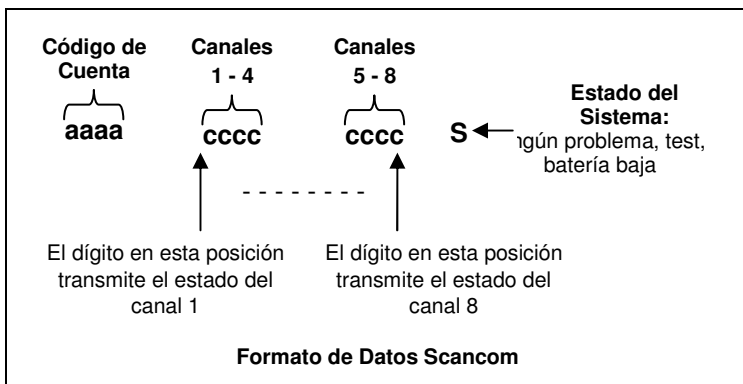 Código de Cuenta
Canales 1 - 4
Canales 5 - 8
Estado del Sistema:
ngún problema, test,
batería baja
aaaa cccc cccc S
- - - - - - - -
El dígito en esta posición
transmite el estado del
canal 1
El dígito en esta posición
transmite el estado del
canal 8
Formato de Datos Scancom